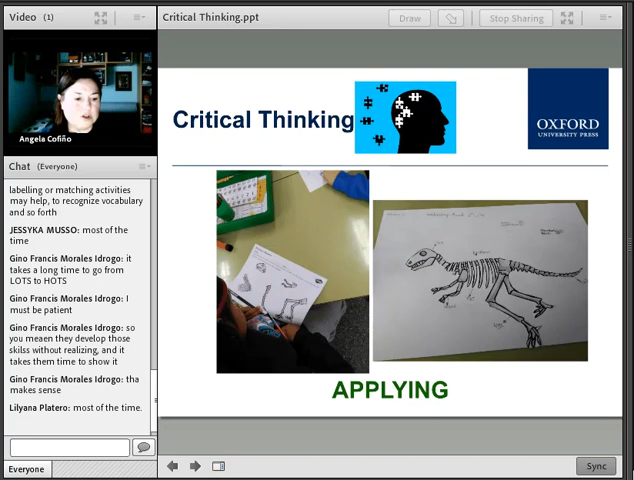 Video (1)
Critical Thinking.ppt
Draw
Stop Sharing
Angela Cofiño
Chat (Everyone)
labelling or matching activities
may help, to recognize vocabulary
and so forth
JESSYKA MUSSO: most of the
time
Gino Francis Morales Idrogo: it
takes a long time to go from
LOTS to HOTS
Gino Francis Morales Idrogo: I
must be patient
Gino Francis Morales Idrogo: so
you meaen they develop those
skilss without realizing, and it
takes them time to show it
Gino Francis Morales Idrogo: tha
makes sense
Lilyana Platero: most of the time.
Everyone
Critical Thinking
OXFORD
UNIVERSITY PRESS
APPLYING
Sync